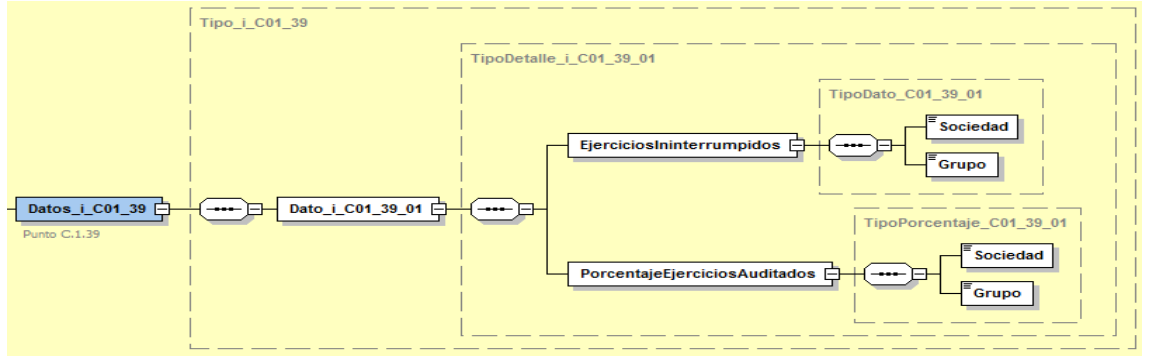 Tipo_i_C01_39
TipoDetalle_i_C01_39_01
TipoDato_C01_39_01
Sociedad
EjerciciosIninterrumpidos
Grupo
Datos_i_C01_39
Dato_i_C01_39_01
Punto C.1.39
TipoPorcentaje_C01_39_01
Sociedad
PorcentajeEjerciciosAuditados
Grupo